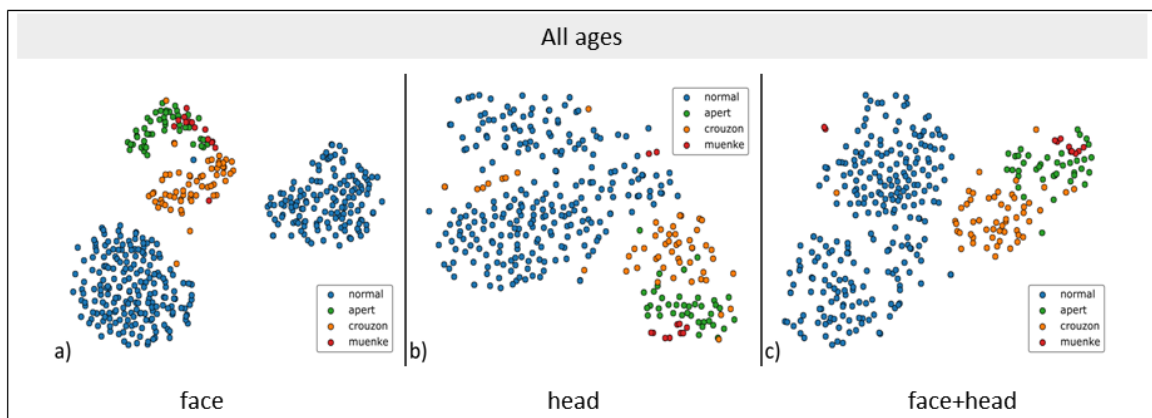 All ages
normal
apert
crouzon
muenke
a)
face
normal
apert
crouzon
muenke
b)
head
normal
apert
crouzon
muenke
c)
face+head